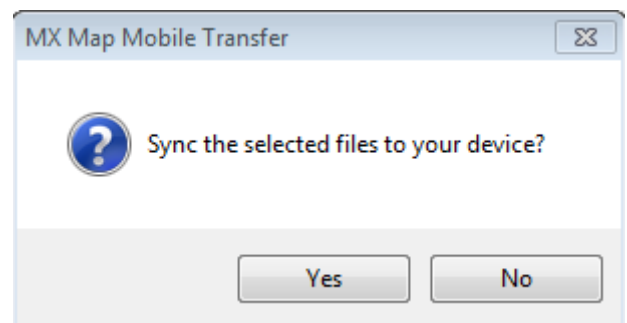 MX Map Mobile Transfer
Sync the selected files to your device?
Yes No